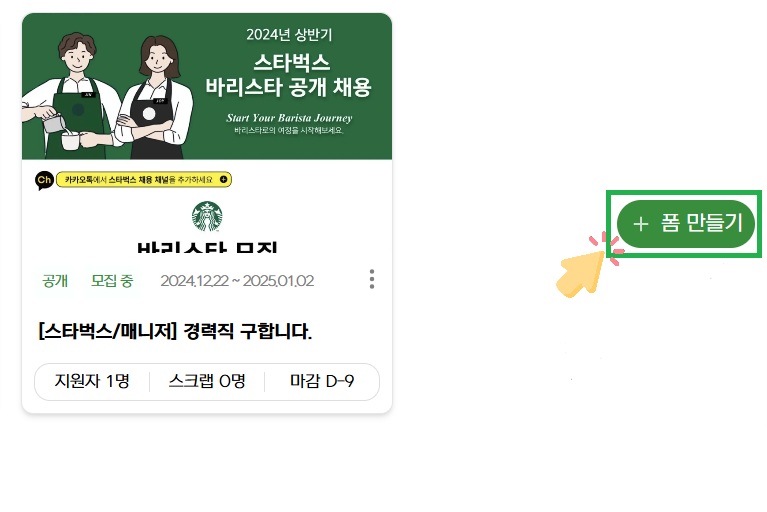 2024년 상반기
스타벅스
바리스타 공개 채용
Start Your Barista Journey
바리스타로의 여정을 시작해보세요.
AN
JOY
Ch 카카오톡에서 스타벅스 채용 채널을 추가하세요
바리스타 모집
공개 모집 중 2024.12.22 ~ 2025.01.02
[스타벅스/매니저] 경력직 구합니다.
지원자 1명 스크랩 0명 마감 D-9
+ 폼 만들기